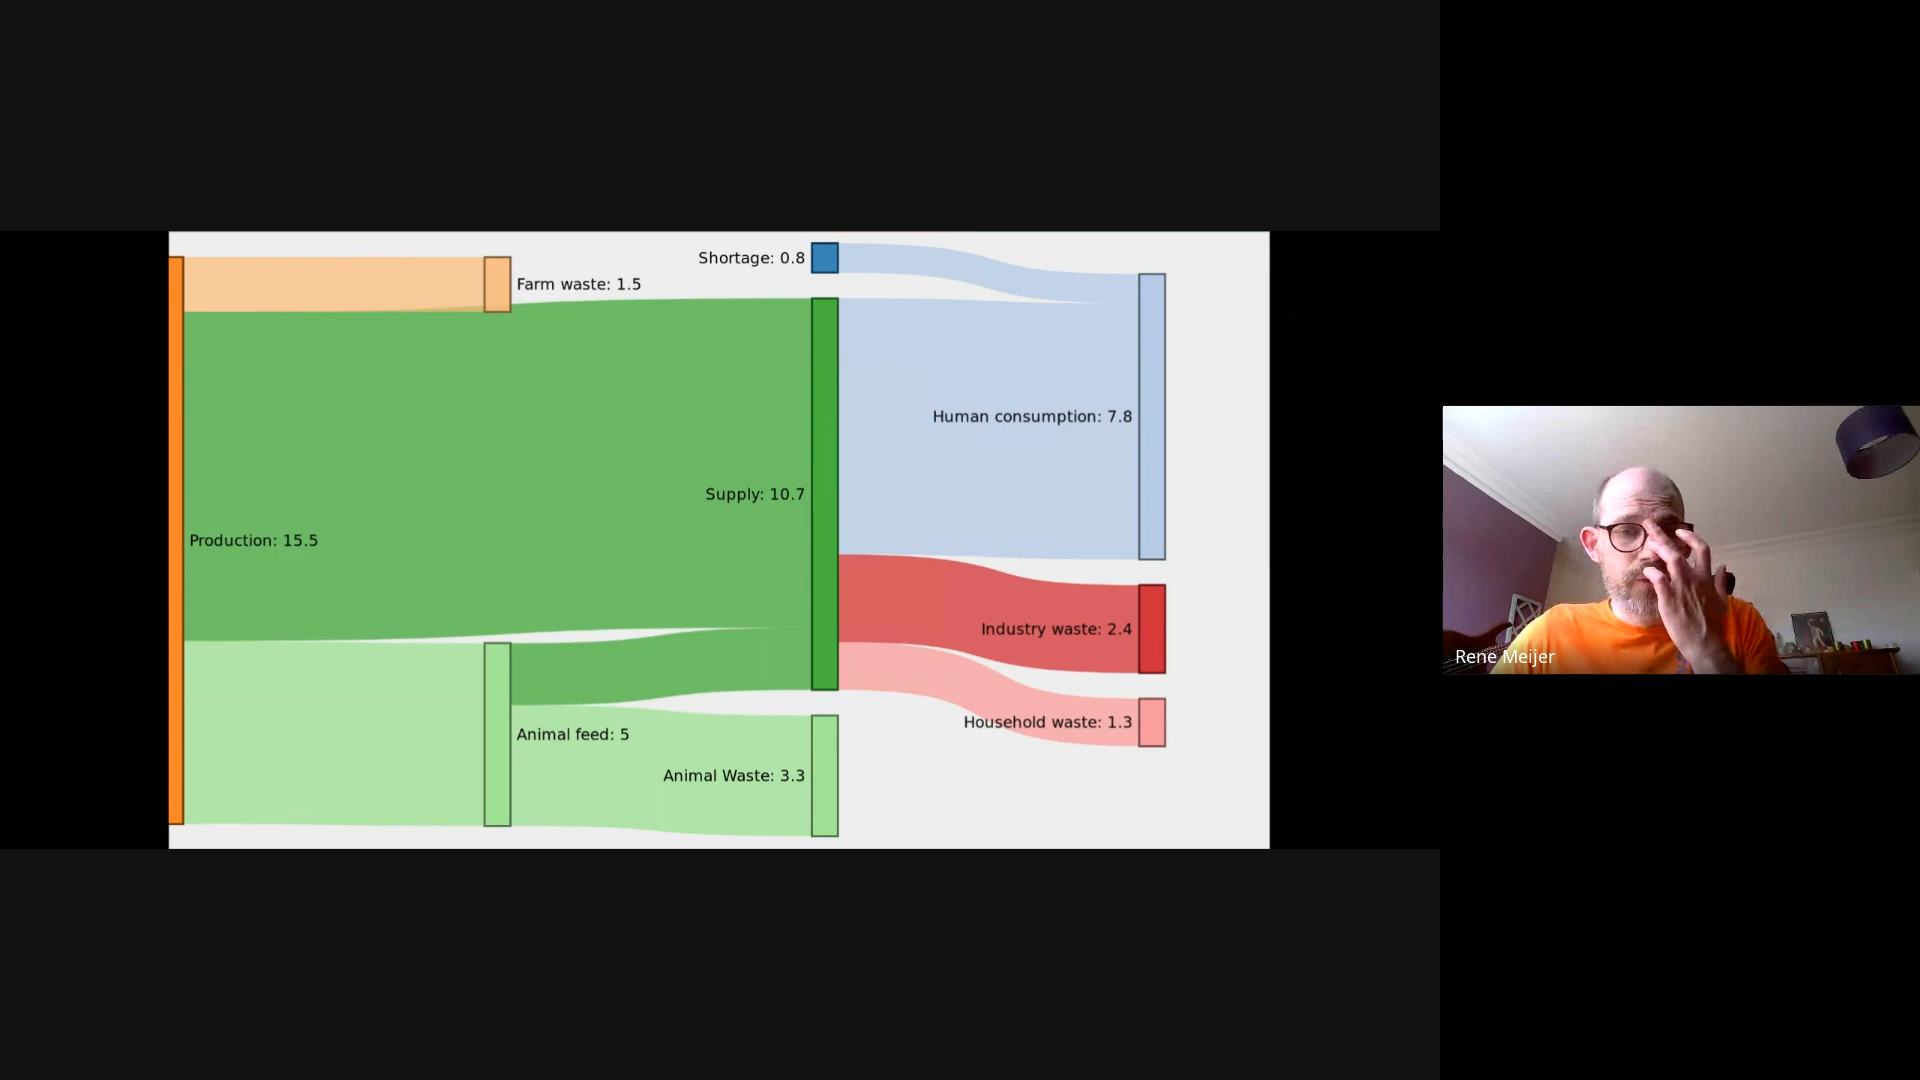 Shortage: 0.8
Farm waste: 1.5
Human consumption: 7.8
Supply: 10.7
Production: 15.5
Industry waste: 2.4
Household waste: 1.3
Animal feed: 5
Animal Waste: 3.3
Rene Meijer